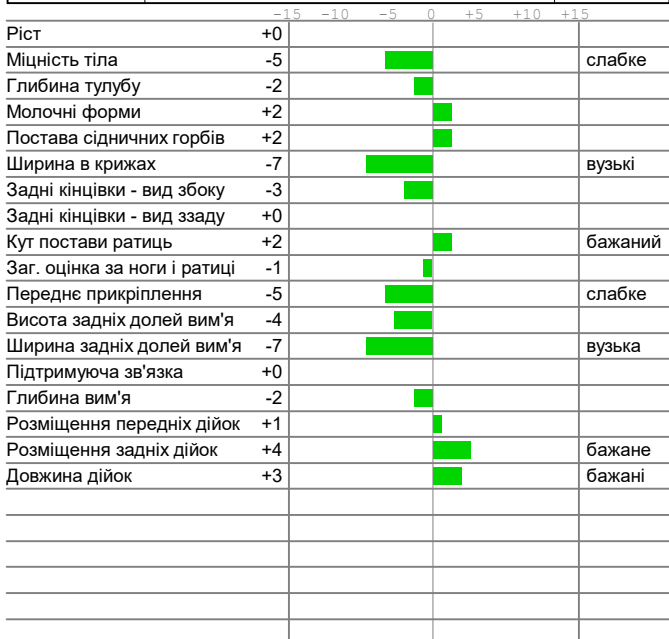 -15 -10 -5 0 +5 +10 +15
Ріст +0
Міцність тіла -5 слабке
Глибина тулубу -2
Молочні форми +2
Постава сідничних горбів +2
Ширина в крижах -7 вузькі
Задні кінцівки - вид збоку -3
Задні кінцівки - вид ззаду +0
Кут постави ратиць +2 бажаний
Заг. оцінка за ноги і ратиці -1
Переднє прикріплення -5 слабке
Висота задніх долей вим'я -4
Ширина задніх долей вим'я -7 вузька
Підтримуюча зв'язка +0
Глибина вим'я -2
Розміщення передніх дійок +1
Розміщення задніх дійок +4 бажане
Довжина дійок +3 бажані